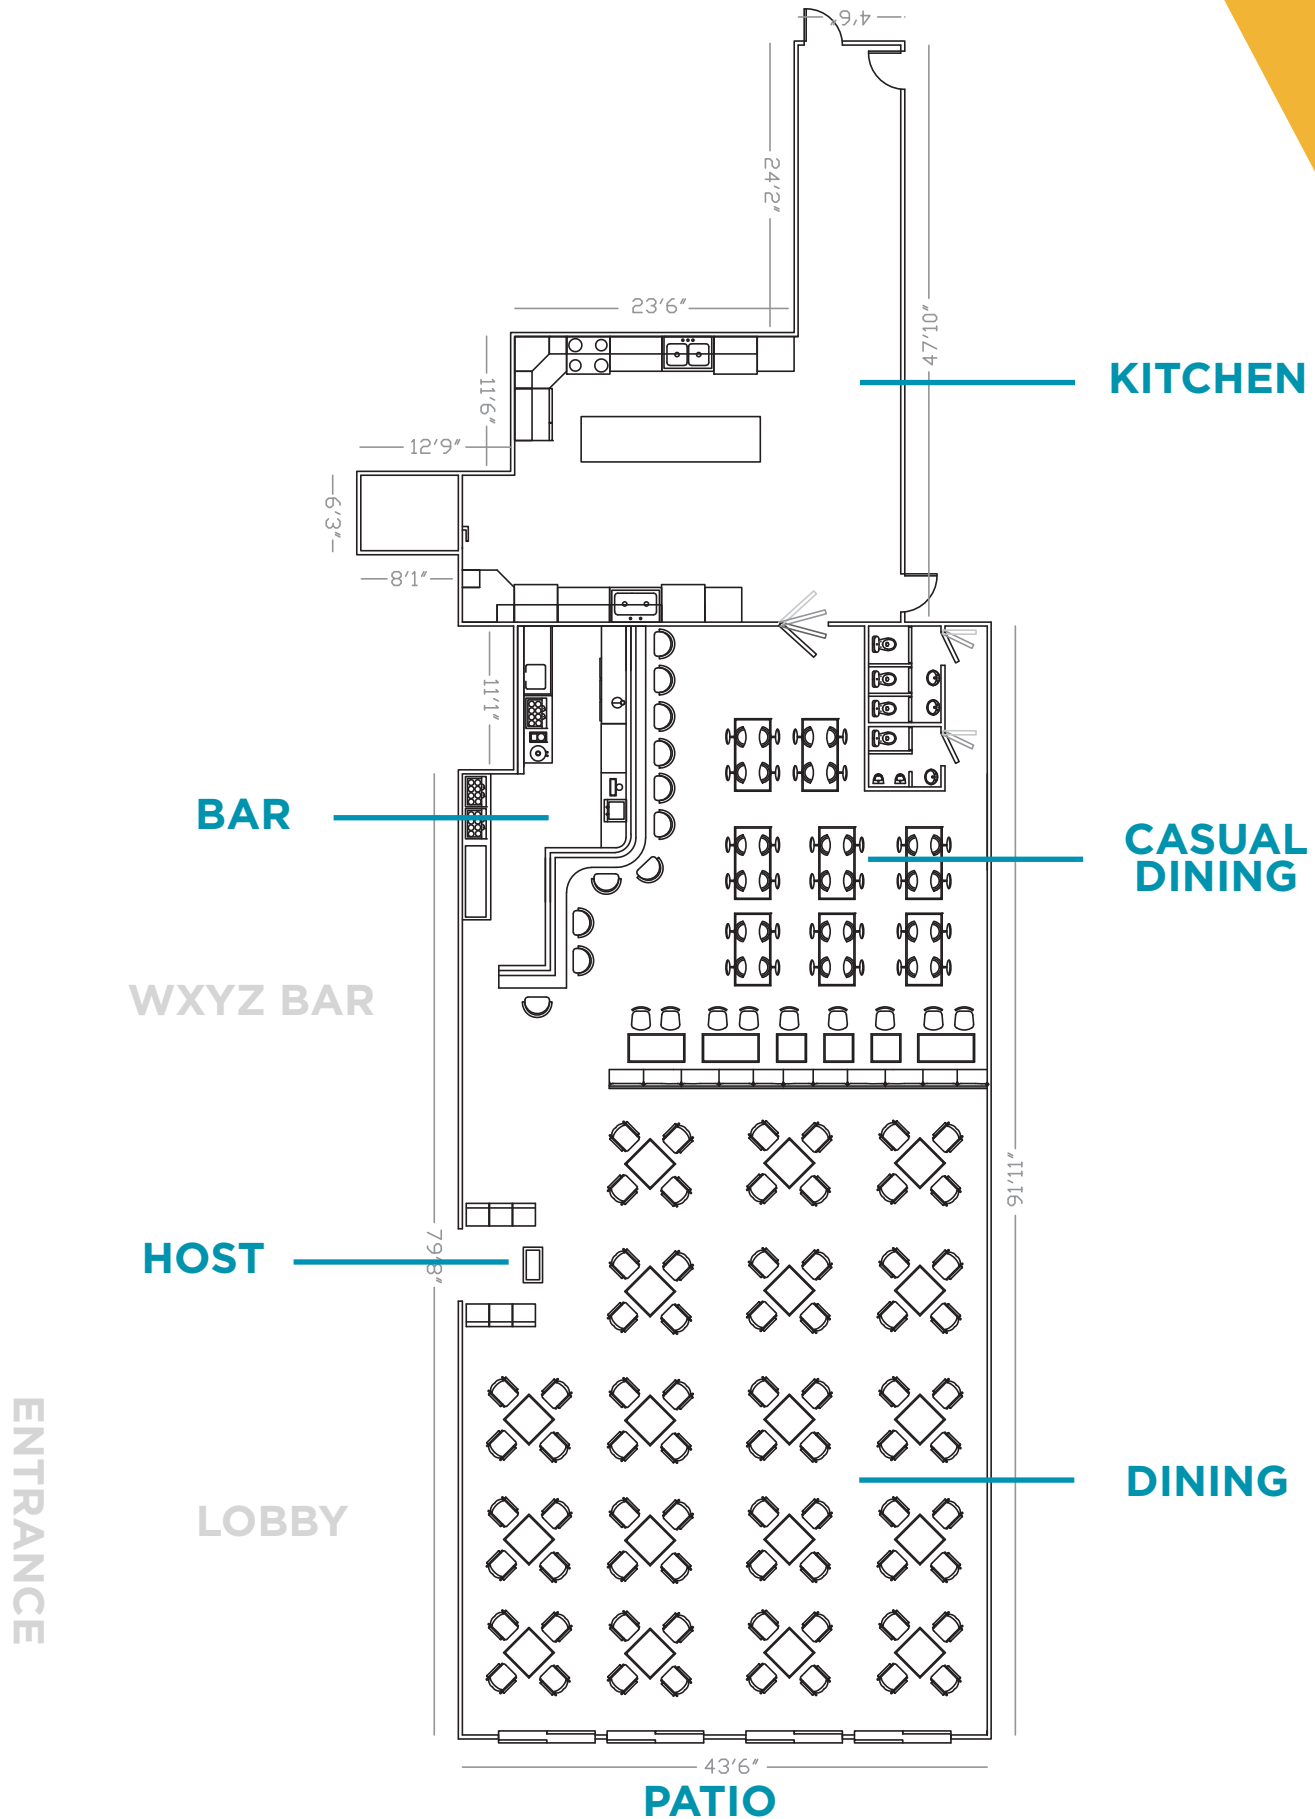 4'6"
24'2"
23'6"
47'10"
KITCHEN
11'6"
12'9"
6'3"
8'1"
11'1"
BAR
CASUAL
DINING
WXYZ BAR
91'11"
HOST
79'8"
ENTRANCE
LOBBY
DINING
43'6"
PATIO